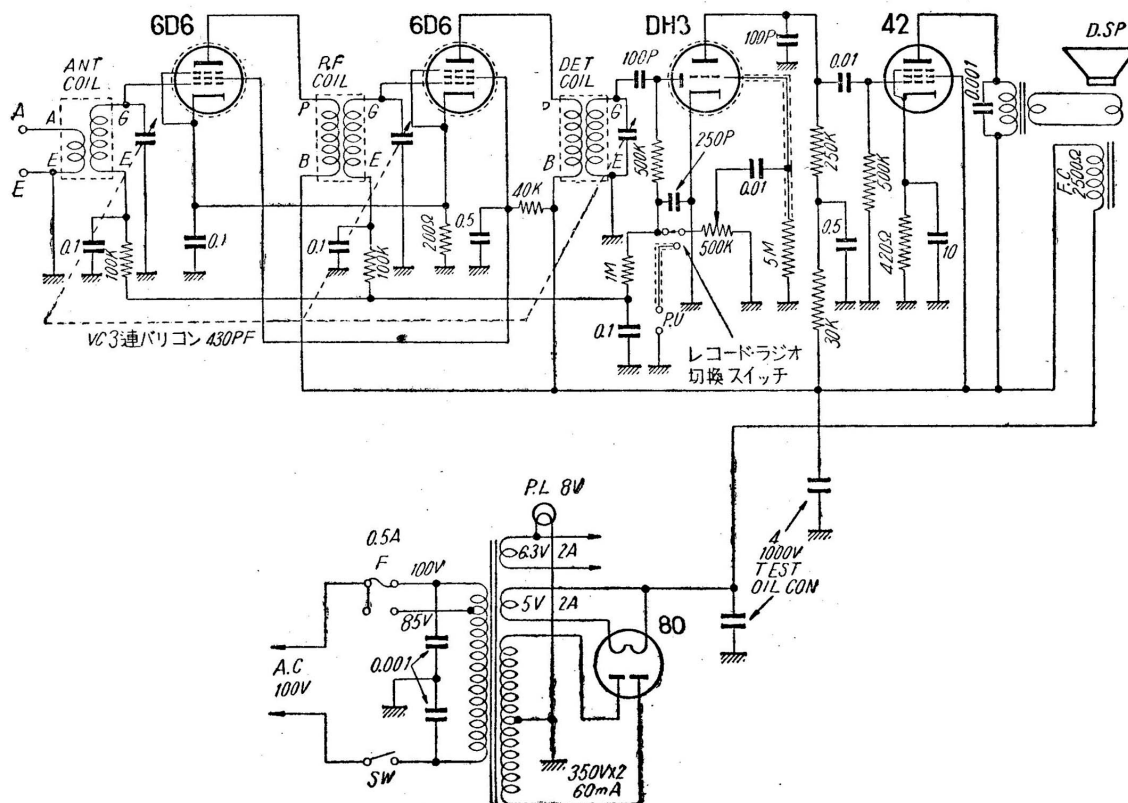 6D6
6D6
DH3
42
D.SP
ANT
COIL
R.F
COIL
DET
COIL
100P
100P
0.01
0.001
A
A
G
P
G
P
G
E
E
E
B
E
B
E
500K
250P
250K
500K
F.C
2500Ω
40K
0.01
0.1
100K
0.1
0.1
100K
200Ω
0.5
1M
500K
5M
0.5
420Ω
10
30K
0.1
P.U
VC3連バリコン 430PF
レコード・ラジオ
切換スイッチ
P.L 8V
0.5A
F
100V
6.3V 2A
4
1000V
TEST
OIL CON
85V
5V 2A
80
A.C
100V
0.001
SW
350V×2
60mA